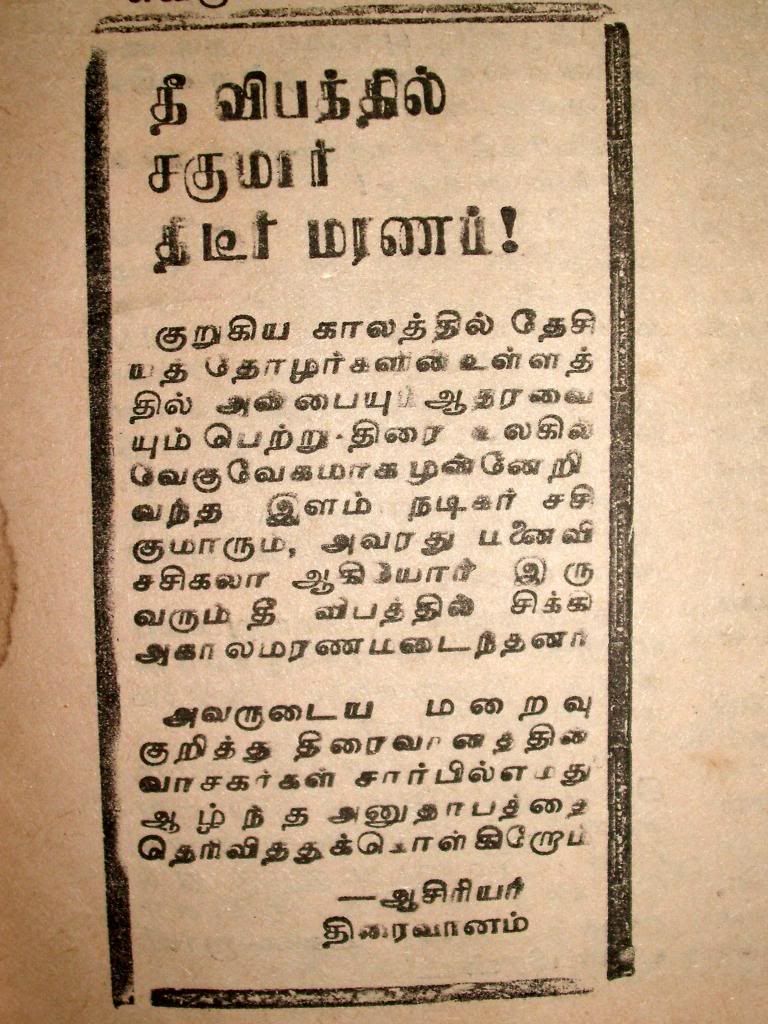 தீ விபத்தில்
சகுமார்
திடீர் மரணம்!
குறுகிய காலத்தில் தேசி
யத் தோழர்களின் உள்ளத்
தில் அன்பையும் ஆதரவை
யும் பெற்று திரை உலகில்
வேகுவேகமாக முன்னேறி
வந்த இளம் நடிகர் சசி
குமாரும், அவரது மனைவி
சசிகலா ஆகியோர் இரு
வரும் தீ விபத்தில் சிக்கி
அகாலமரணமடைந்தனர்
அவருடைய மறைவு
குறித்து திரைவானத்தின்
வாசகர்கள் சார்பில் எமது
ஆழ்ந்த அனுதாபத்தை
தெரிவித்துக்கொள்கிறோம்
—ஆசிரியர்
திரைவானம்